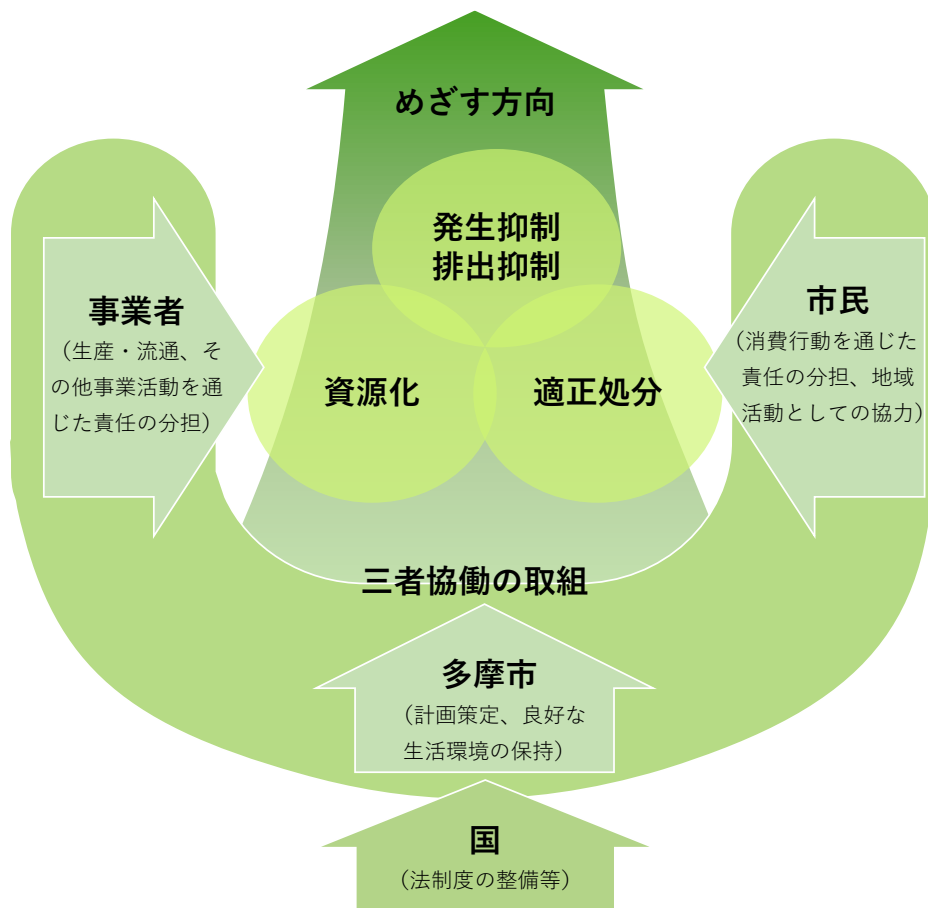 めざす方向
発生抑制
排出抑制
事業者
（生産・流通、そ
の他事業活動を通
じた責任の分担）
資源化
適正処分
市民
（消費行動を通じた
責任の分担、地域
活動としての協力）
三者協働の取組
多摩市
（計画策定、良好な
生活環境の保持）
国
（法制度の整備等）